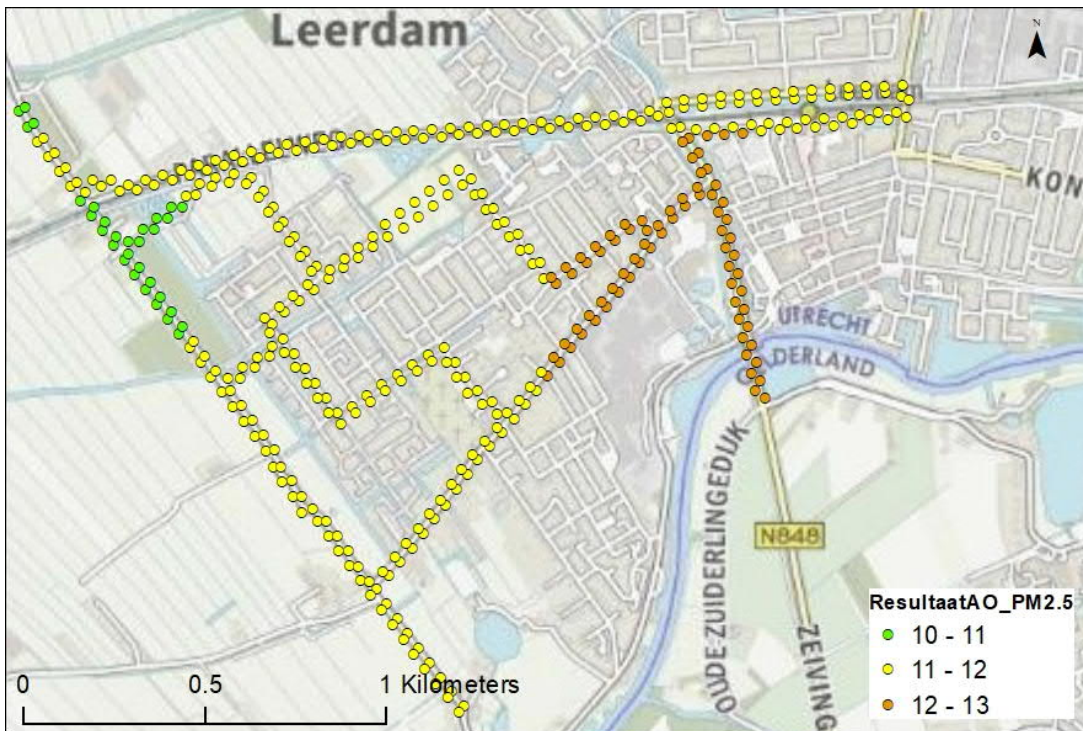 Leerdam
N
KON
UTRECHT
GELDERLAND
OUDE-ZUIDERLINGEDIJK
N848
ZEIVING
ResultaatAO_PM2.5
10 - 11
11 - 12
12 - 13
0 0.5 1 Kilometers